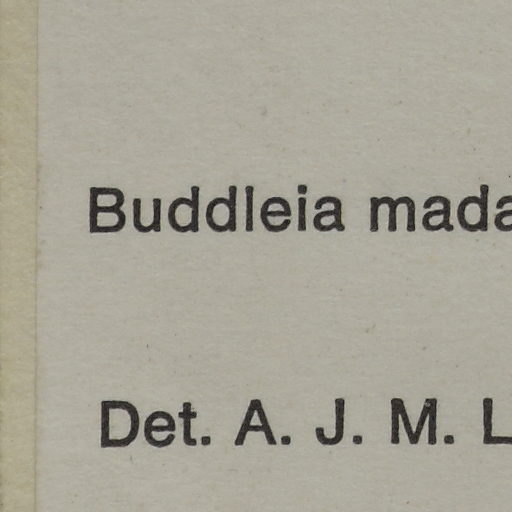 Buddleia mada
Det. A. J. M. L